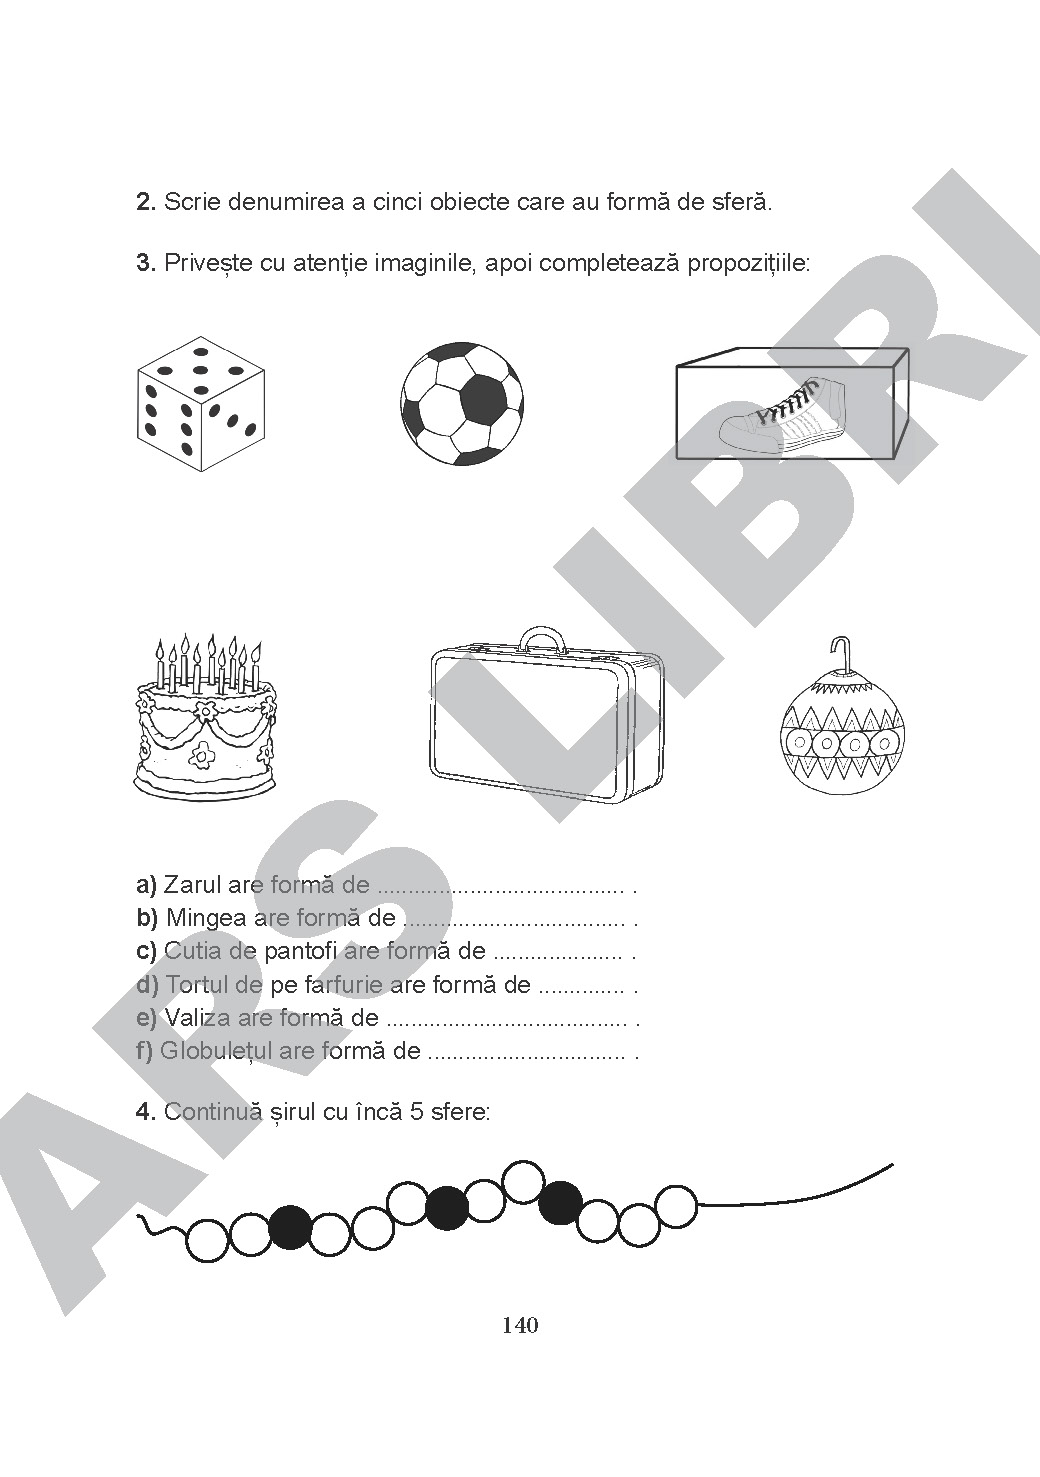 2. Scrie denumirea a cinci obiecte care au formă de sferă.
3. Privește cu atenție imaginile, apoi completează propozițiile:
a) Zarul are formă de ........................................ .
b) Mingea are formă de .................................... .
c) Cutia de pantofi are formă de ..................... .
d) Tortul de pe farfurie are formă de .............. .
e) Valiza are formă de ....................................... .
f) Globulețul are formă de ................................ .
4. Continuă șirul cu încă 5 sfere:
140
ARS LIBRI